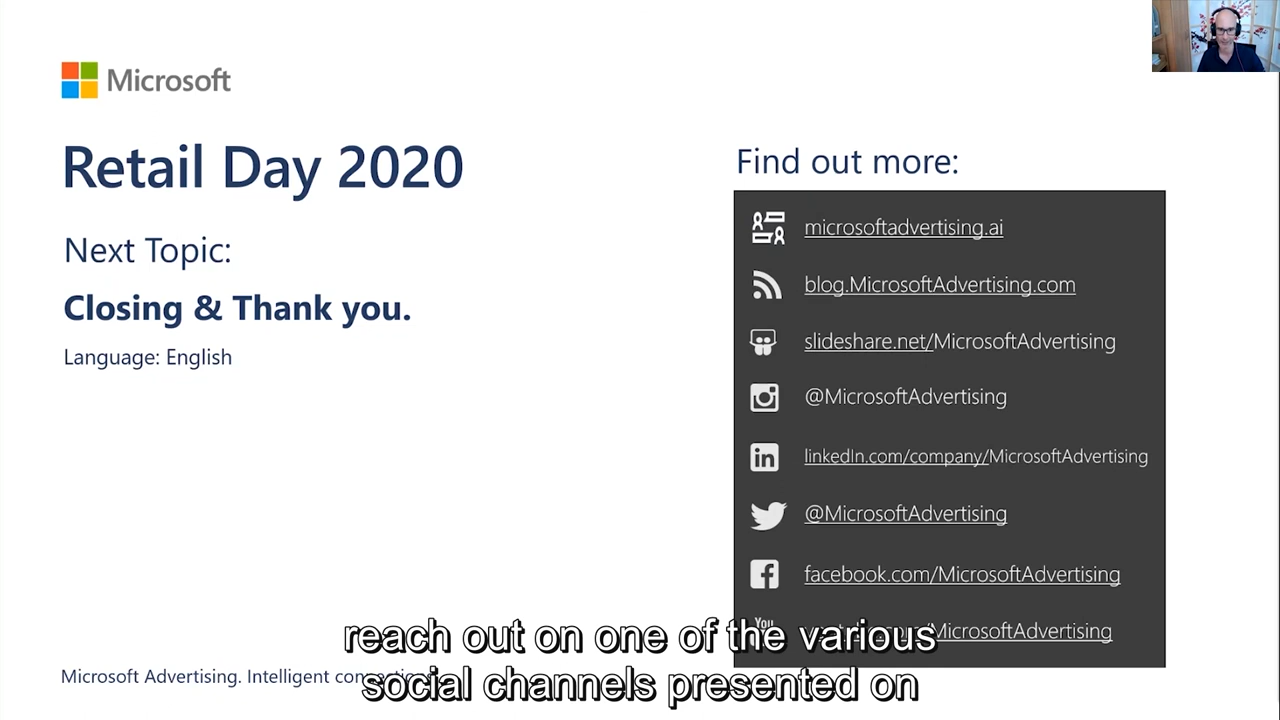 Microsoft
Retail Day 2020
Next Topic:
Closing & Thank you.
Language: English
Find out more:
microsoftadvertising.ai
blog.MicrosoftAdvertising.com
slideshare.net/MicrosoftAdvertising
@MicrosoftAdvertising
linkedIn.com/company/MicrosoftAdvertising
@MicrosoftAdvertising
facebook.com/MicrosoftAdvertising
You
/MicrosoftAdvertising
reach out on one of the various
social channels presented on
Microsoft Advertising. Intelligent